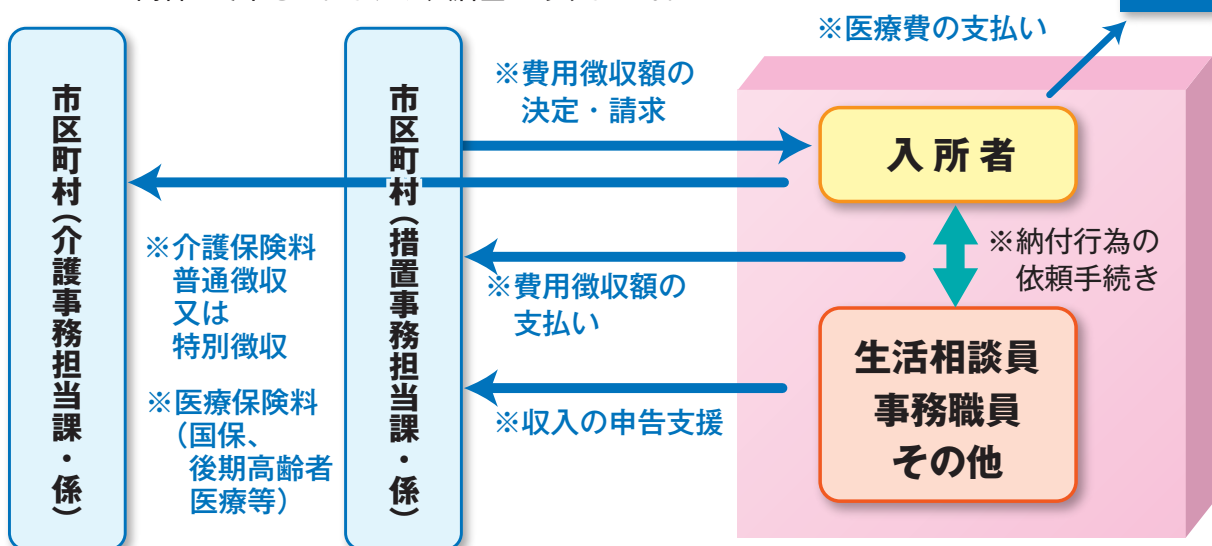 ※医療費の支払い
市区町村（介護事務担当課・係）
市区町村（措置事務担当課・係）
※費用徴収額の
決定・請求
入所者
※介護保険料
普通徴収
又は
特別徴収
※医療保険料
（国保、
後期高齢者
医療等）
※費用徴収額の
支払い
※収入の申告支援
※納付行為の
依頼手続き
生活相談員
事務職員
その他